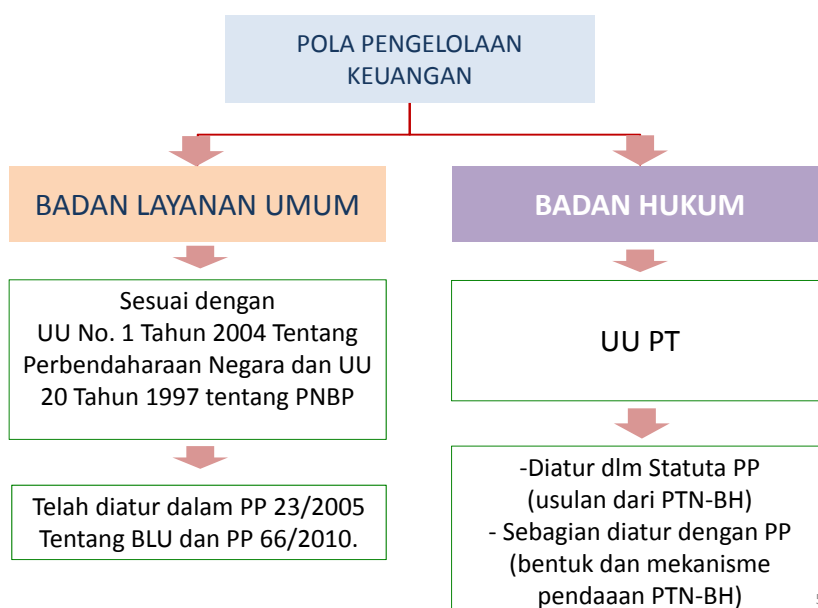 POLA PENGELOLAAN
KEUANGAN
BADAN LAYANAN UMUM
BADAN HUKUM
Sesuai dengan
UU No. 1 Tahun 2004 Tentang
Perbendaharaan Negara dan UU
20 Tahun 1997 tentang PNBP
UU PT
Telah diatur dalam PP 23/2005
Tentang BLU dan PP 66/2010.
-Diatur dlm Statuta PP
(usulan dari PTN-BH)
- Sebagian diatur dengan PP
(bentuk dan mekanisme
pendaaan PTN-BH)